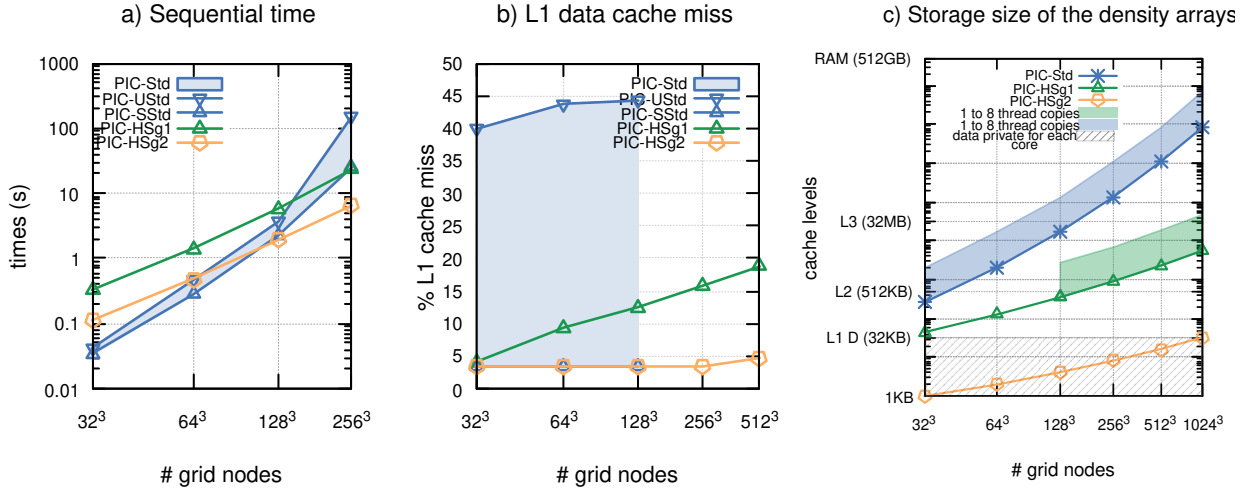 a) Sequential time
1000
100
10
1
0.1
0.01
times (s)
PIC-Std
PIC-UStd
PIC-SStd
PIC-HSg1
PIC-HSg2
32³
64³
128³
256³
# grid nodes
b) L1 data cache miss
50
45
40
35
30
25
20
15
10
5
0
% L1 cache miss
PIC-Std
PIC-UStd
PIC-SStd
PIC-HSg1
PIC-HSg2
32³
64³
128³
256³
512³
# grid nodes
c) Storage size of the density arrays
RAM (512GB)
L3 (32MB)
L2 (512KB)
L1 D (32KB)
1KB
cache levels
PIC-Std
PIC-HSg1
PIC-HSg2
1 to 8 thread copies
1 to 8 thread copies
data private for each
core
32³
64³
128³
256³
512³
1024³
# grid nodes